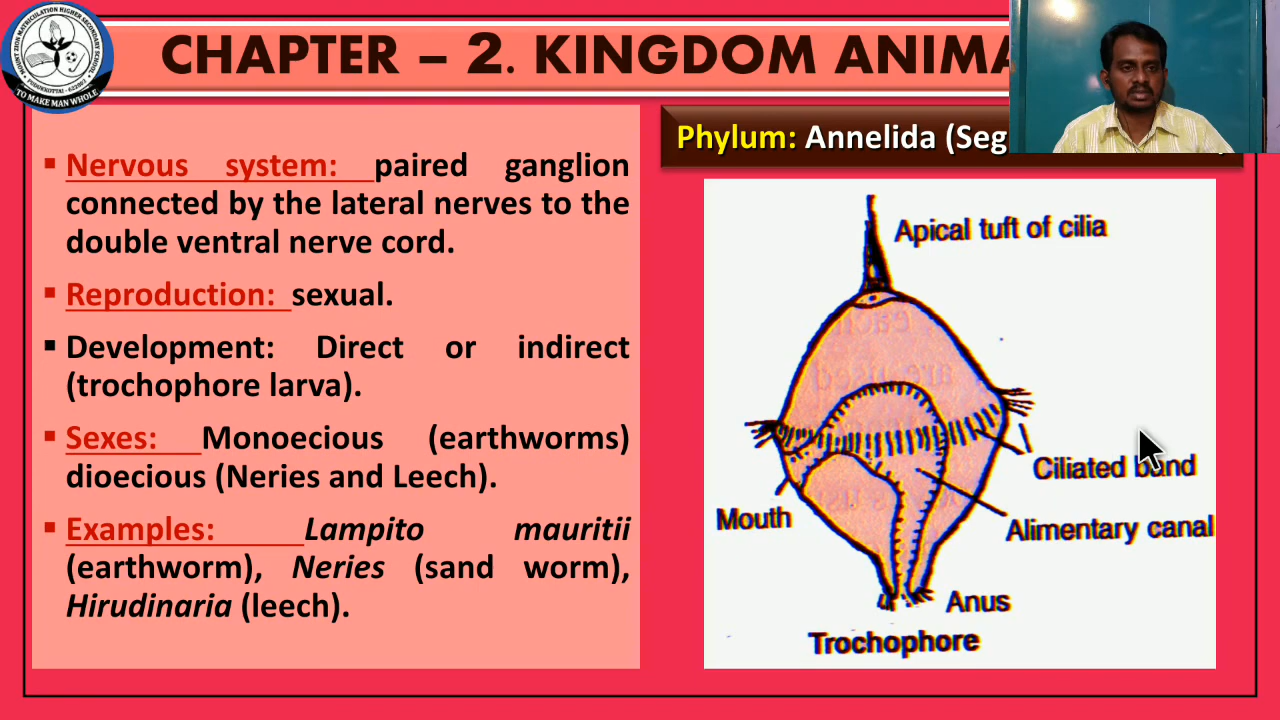 CHAPTER – 2. KINGDOM ANIMA
TO MAKE MAN WHOLE
Phylum: Annelida (Seg
▪ Nervous system: paired ganglion
connected by the lateral nerves to the
double ventral nerve cord.
▪ Reproduction: sexual.
▪ Development: Direct or indirect
(trochophore larva).
▪ Sexes: Monoecious (earthworms)
dioecious (Neries and Leech).
▪ Examples: Lampito mauritii
(earthworm), Neries (sand worm),
Hirudinaria (leech).
Apical tuft of cilia
Ciliated band
Mouth
Alimentary canal
Anus
Trochophore